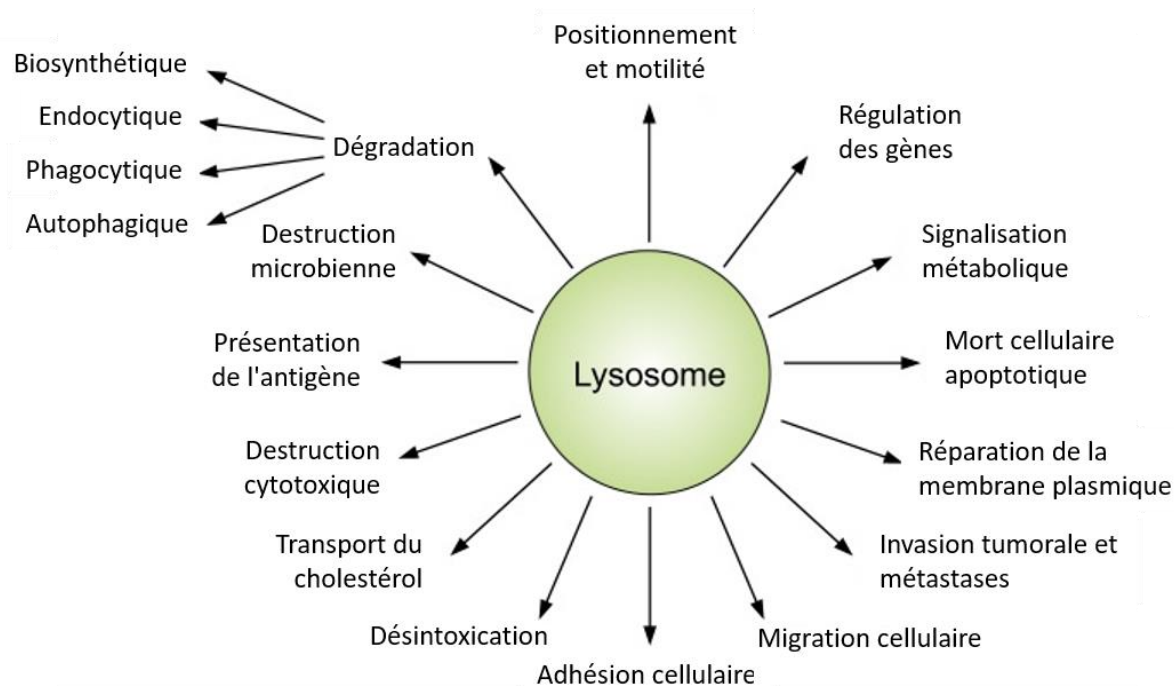 Positionnement
et motilité
Régulation
des gènes
Signalisation
métabolique
Mort cellulaire
apoptotique
Réparation de la
membrane plasmique
Invasion tumorale et
métastases
Migration cellulaire
Adhésion cellulaire
Désintoxication
Transport du
cholestérol
Destruction
cytotoxique
Présentation
de l'antigène
Destruction
microbienne
Dégradation
Biosynthétique
Endocytique
Phagocytique
Autophagique
Lysosome